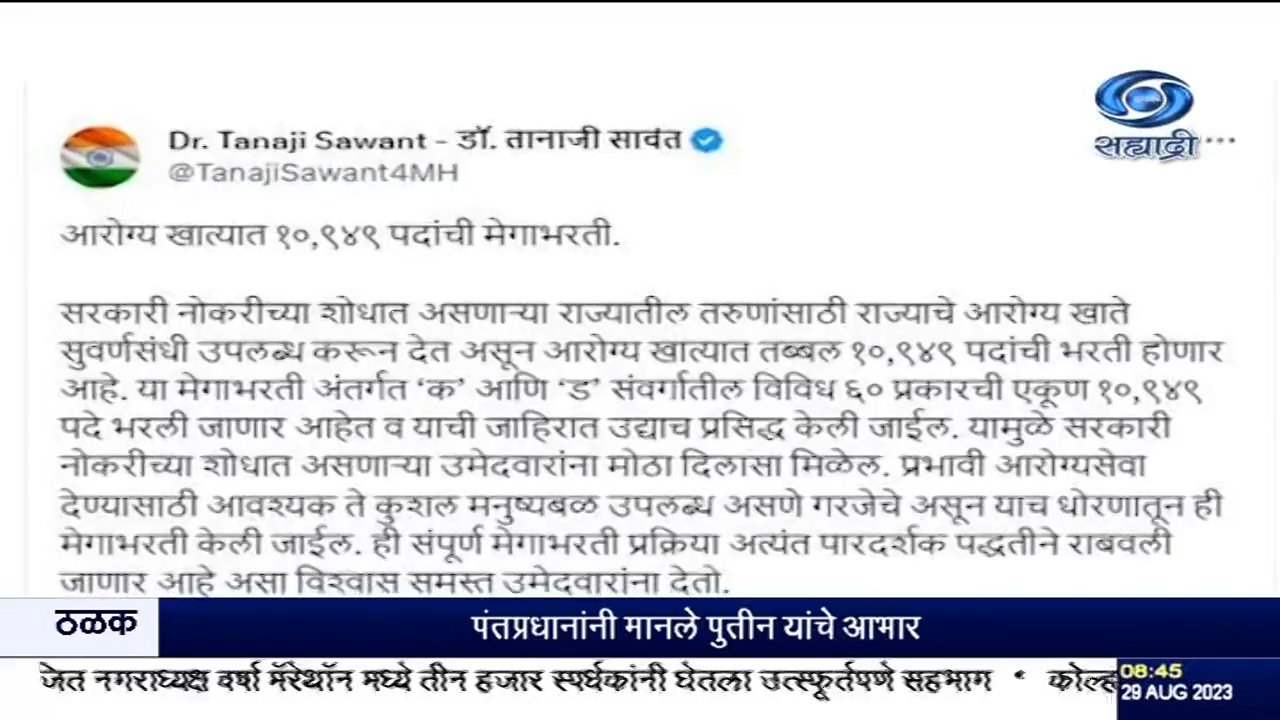 Dr. Tanaji Sawant - डॉ. तानाजी सावंत
@TanajiSawant4MH
सह्याद्री
आरोग्य खात्यात १०,९४९ पदांची मेगाभरती.
सरकारी नोकरीच्या शोधात असणाऱ्या राज्यातील तरुणांसाठी राज्याचे आरोग्य खाते
सुवर्णसंधी उपलब्ध करून देत असून आरोग्य खात्यात तब्बल १०,९४९ पदांची भरती होणार
आहे. या मेगाभरती अंतर्गत ‘क’ आणि ‘ड’ संवर्गातील विविध ६० प्रकारची एकूण १०,९४९
पदे भरली जाणार आहेत व याची जाहिरात उद्याच प्रसिद्ध केली जाईल. यामुळे सरकारी
नोकरीच्या शोधात असणाऱ्या उमेदवारांना मोठा दिलासा मिळेल. प्रभावी आरोग्यसेवा
देण्यासाठी आवश्यक ते कुशल मनुष्यबळ उपलब्ध असणे गरजेचे असून याच धोरणातून ही
मेगाभरती केली जाईल. ही संपूर्ण मेगाभरती प्रक्रिया अत्यंत पारदर्शक पद्धतीने राबवली
जाणार आहे असा विश्वास समस्त उमेदवारांना देतो.
ठळक
पंतप्रधानांनी मानले पुतीन यांचे आभार
जेत नगराध्यक्ष वर्षा मॅरेथॉन मध्ये तीन हजार स्पर्धकांनी घेतला उत्स्फूर्तपणे सहभाग • कोल्ह
08:45
29 AUG 2023